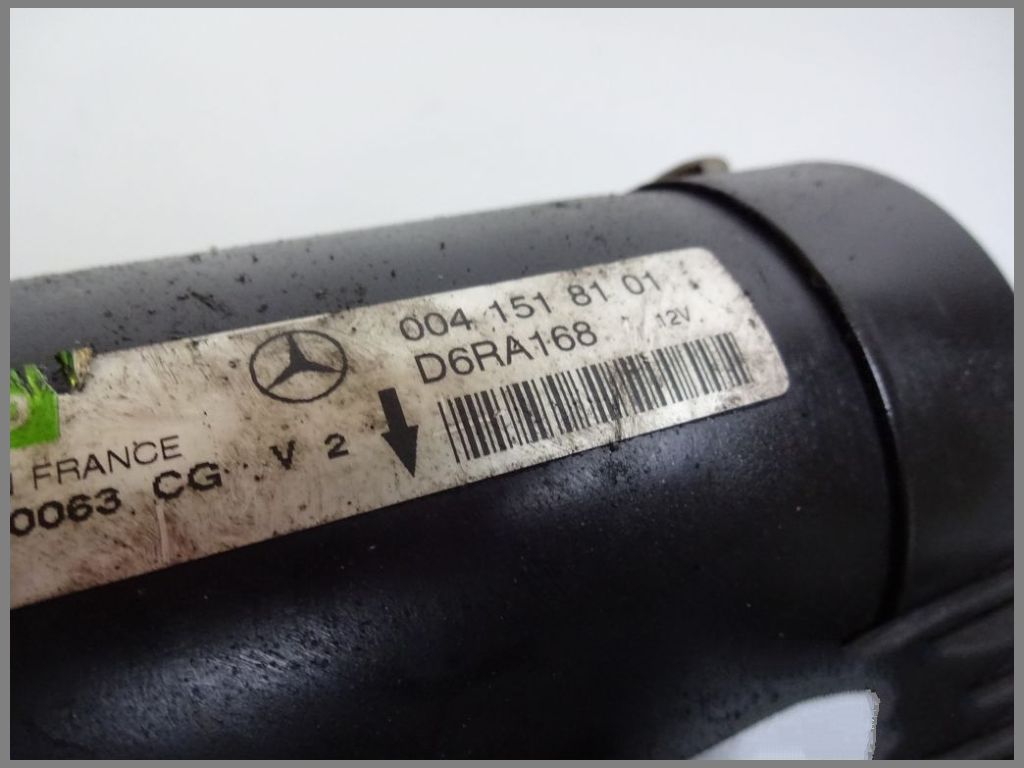 004 151 81 01
D6RA168 12V
FRANCE
0063 CG V 2